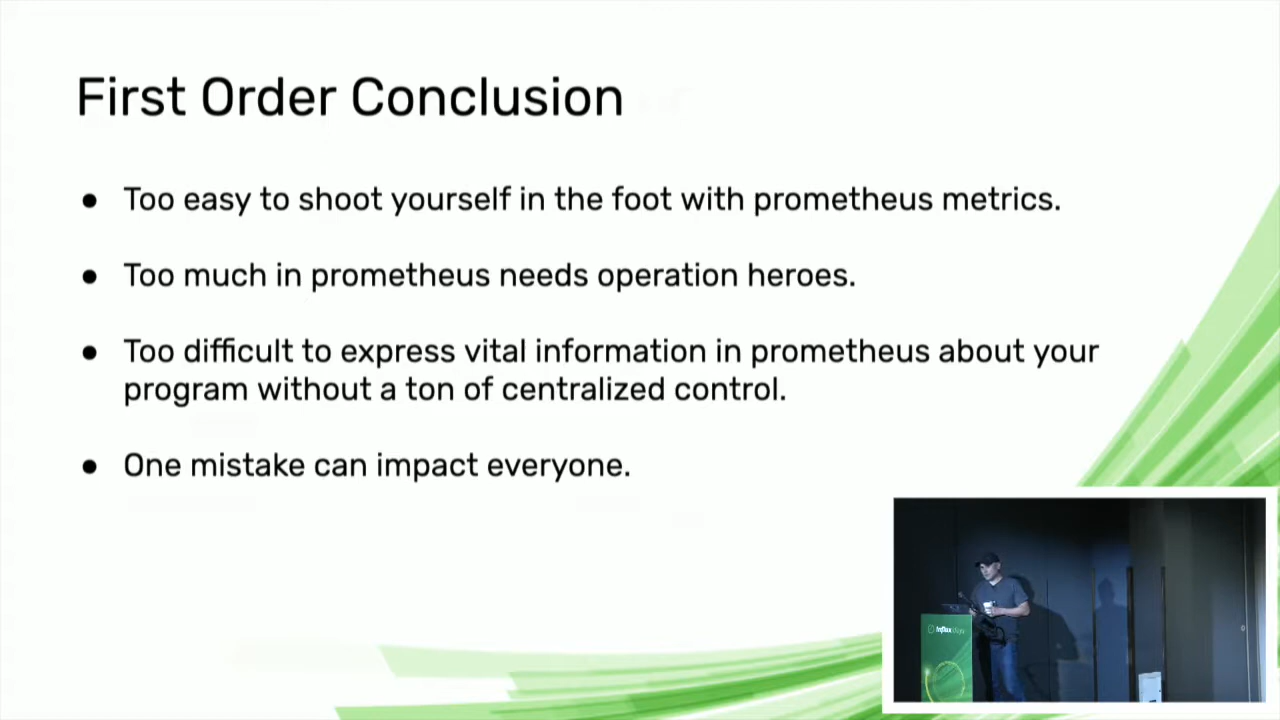 First Order Conclusion
● Too easy to shoot yourself in the foot with prometheus metrics.
● Too much in prometheus needs operation heroes.
● Too difficult to express vital information in prometheus about your
program without a ton of centralized control.
● One mistake can impact everyone.